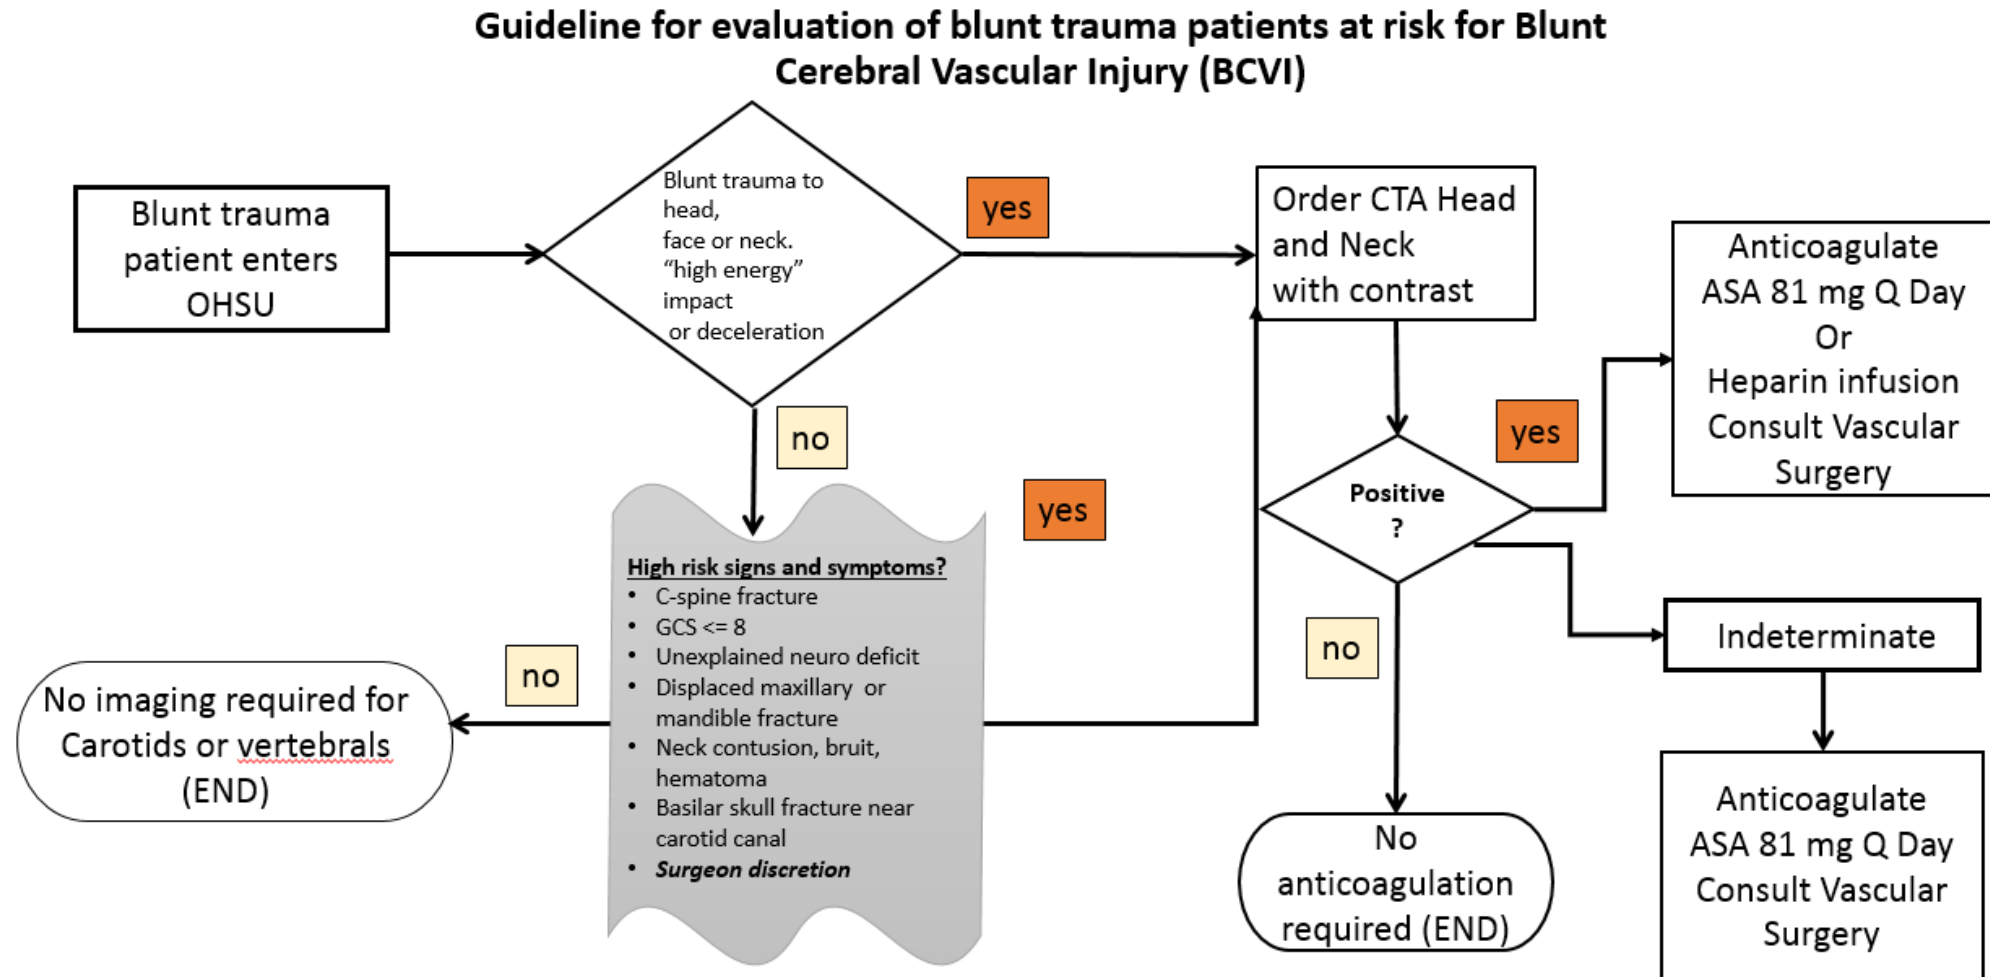 Guideline for evaluation of blunt trauma patients at risk for Blunt
Cerebral Vascular Injury (BCVI)
Blunt trauma
patient enters
OHSU
Blunt trauma to
head,
face or neck.
“high energy”
impact
or deceleration
yes
Order CTA Head
and Neck
with contrast
Anticoagulate
ASA 81 mg Q Day
Or
Heparin infusion
Consult Vascular
Surgery
no
yes
yes
Positive
?
High risk signs and symptoms?
• C-spine fracture
• GCS <= 8
• Unexplained neuro deficit
• Displaced maxillary or
mandible fracture
• Neck contusion, bruit,
hematoma
• Basilar skull fracture near
carotid canal
• Surgeon discretion
no
No imaging required for
Carotids or vertebrals
(END)
no
Indeterminate
No
anticoagulation
required (END)
Anticoagulate
ASA 81 mg Q Day
Consult Vascular
Surgery